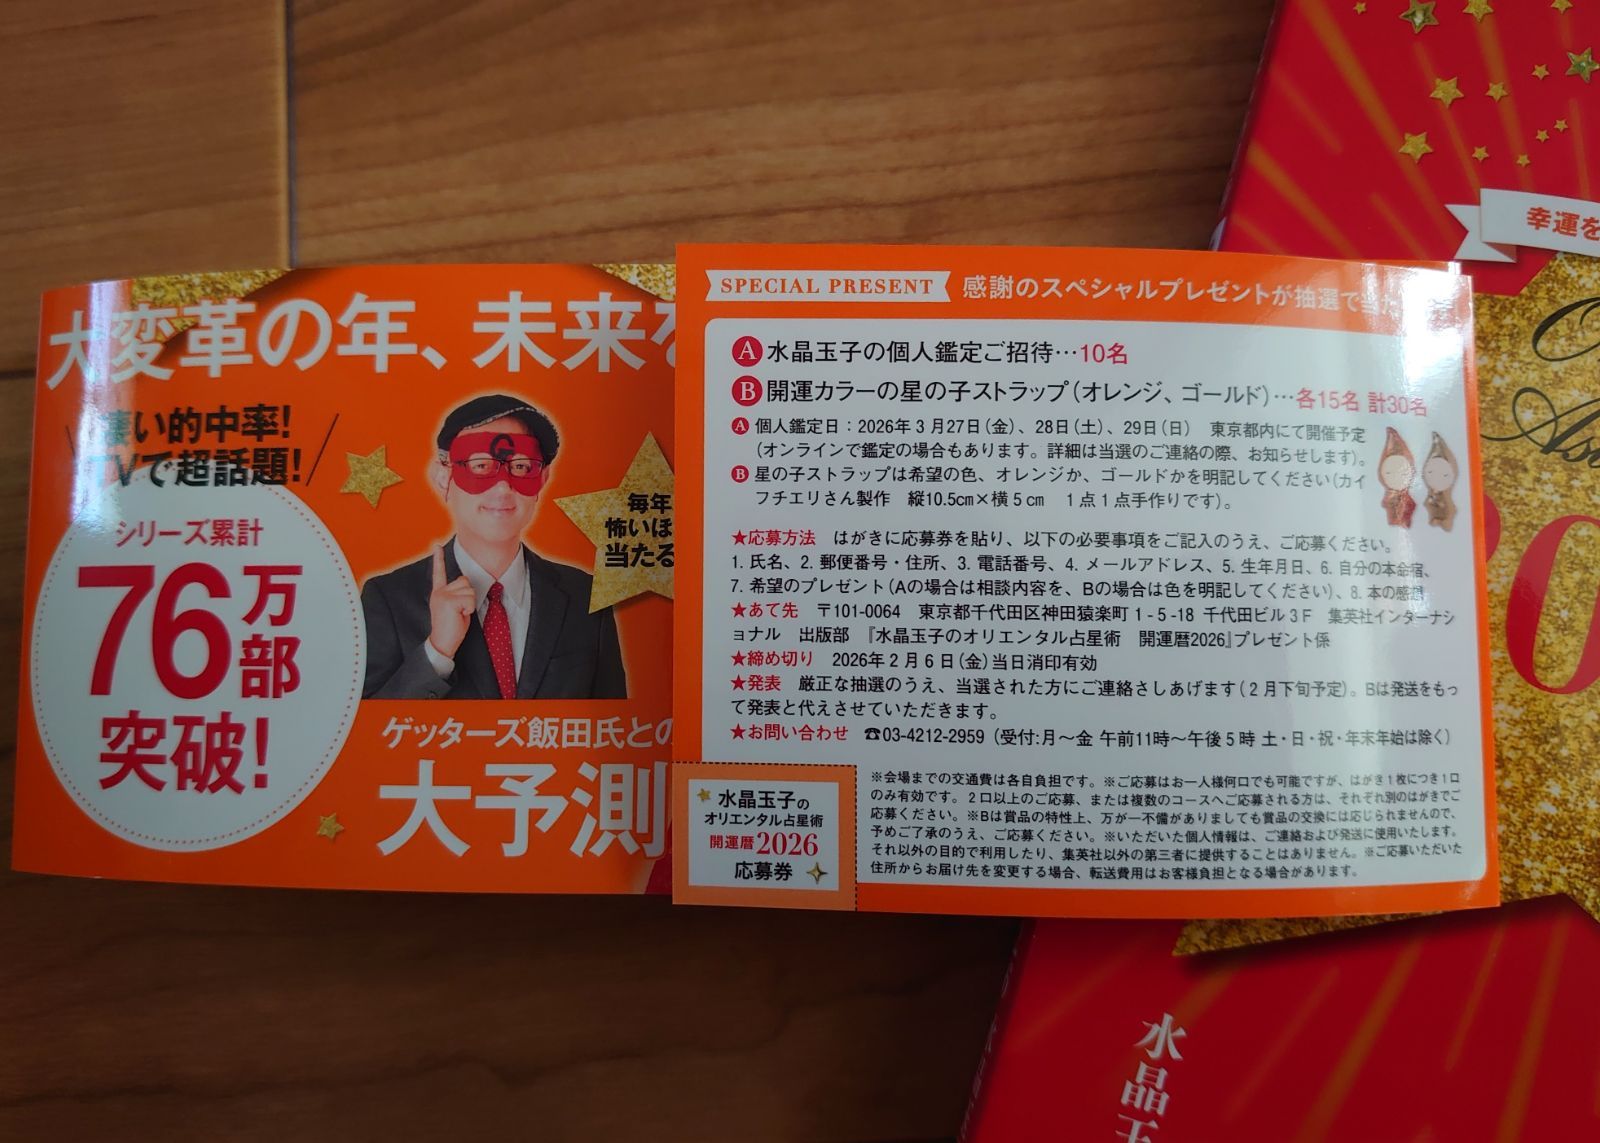 大変革の年、未来を
凄い的中率!
TVで超話題!
シリーズ累計
76万部
突破!
毎年
怖いほ
当たる
G
ゲッターズ飯田氏との
大予測
SPECIAL PRESENT 感謝のスペシャルプレゼントが抽選で当た
A 水晶玉子の個人鑑定ご招待…10名
B 開運カラーの星の子ストラップ(オレンジ、ゴールド)…各15名 計30名
A 個人鑑定日:2026年3月27日(金)、28日(土)、29日(日) 東京都内にて開催予定
(オンラインで鑑定の場合もあります。詳細は当選のご連絡の際、お知らせします)。
B 星の子ストラップは希望の色、オレンジか、ゴールドかを明記してください(カイ
フチエリさん製作 縦10.5cm×横5cm 1点1点手作りです)。
★応募方法 はがきに応募券を貼り、以下の必要事項をご記入のうえ、ご応募ください。
1. 氏名、2. 郵便番号・住所、3. 電話番号、4. メールアドレス、5. 生年月日、6. 自分の本命宿、
7. 希望のプレゼント(Aの場合は相談内容を、Bの場合は色を明記してください)、8. 本の感想
★あて先 〒101-0064 東京都千代田区神田猿楽町1-5-18 千代田ビル3F 集英社インターナシ
ョナル 出版部 『水晶玉子のオリエンタル占星術 開運暦2026』プレゼント係
★締め切り 2026年2月6日(金)当日消印有効
★発表 厳正な抽選のうえ、当選された方にご連絡さしあげます(2月下旬予定)。Bは発送をもっ
て発表と代えさせていただきます。
★お問い合わせ ☎03-4212-2959 (受付:月〜金 午前11時〜午後5時 土・日・祝・年末年始は除く)
※会場までの交通費は各自負担です。※ご応募はお一人様何口でも可能ですが、はがき1枚につき1口
のみ有効です。2口以上のご応募、または複数のコースへご応募される方は、それぞれ別のはがきでご
応募ください。※Bは賞品の特性上、万が一不備がありましても賞品の交換には応じられませんので、
予めご了承のうえ、ご応募ください。※いただいた個人情報は、ご連絡および発送に使用いたします。
それ以外の目的で利用したり、集英社以外の第三者に提供することはありません。※ご応募いただいた
住所からお届け先を変更する場合、転送費用はお客様負担となる場合があります。
水晶玉子の
オリエンタル占星術
開運暦2026
応募券
幸運を
水晶玉